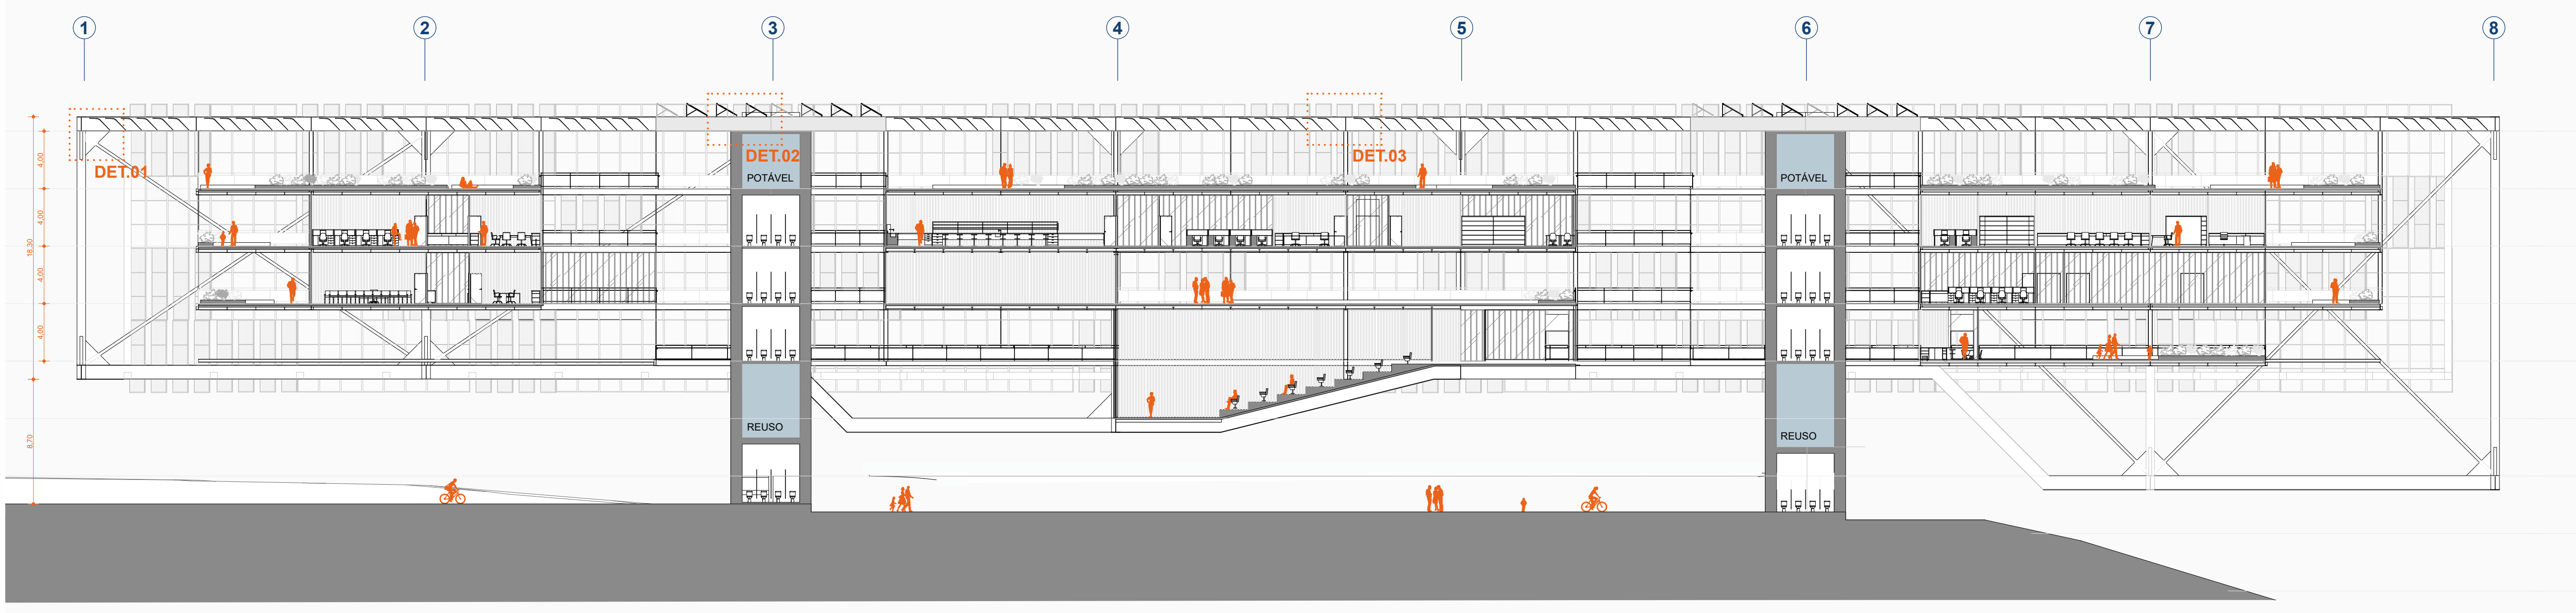 1 2 3 4 5 6 7 8
DET.01
DET.02
DET.03
POTÁVEL
POTÁVEL
4,00
4,00
4,00
4,00
18,30
8,70
REUSO
REUSO